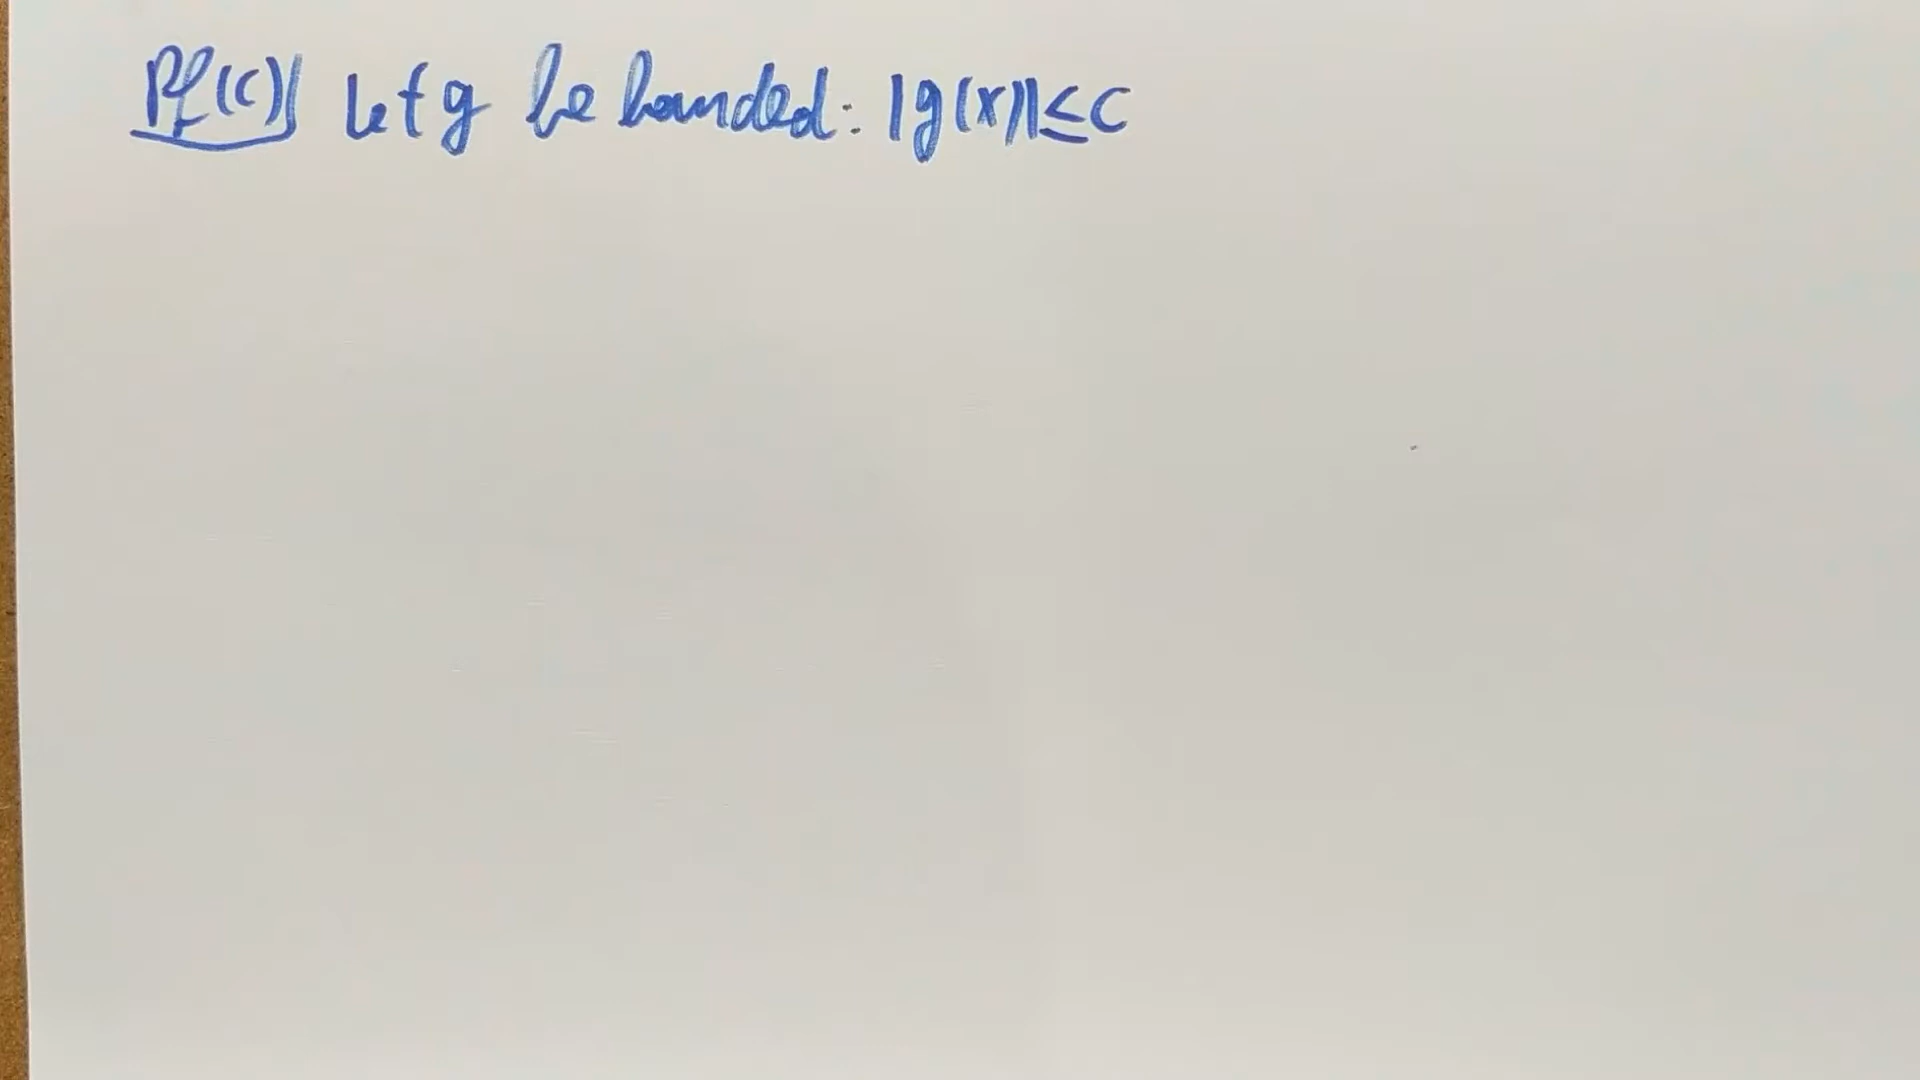 Pf(c)| Let g be bounded: |g(x)|≤C